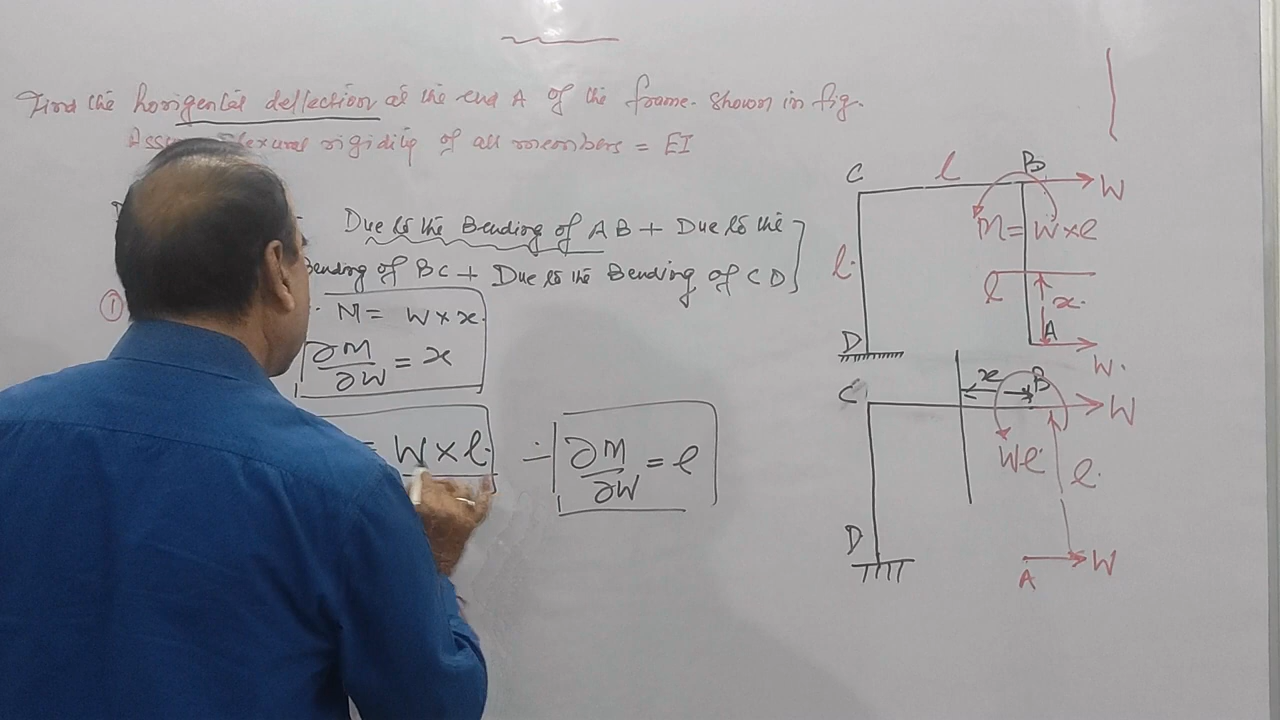 Find the horizental deflection at the end A of the frame. Shown in fig.
Flexural rigidity of all members = EI
Due to the Bending of AB + Due to the
Bending of BC + Due to the Bending of CD}
① M = W × x.
∂M/∂W = x
= W × l. ∴ ∂M/∂W = l
C l B W
M = W × l
l. l x.
D A W.
C x B W
Wl l.
D A W